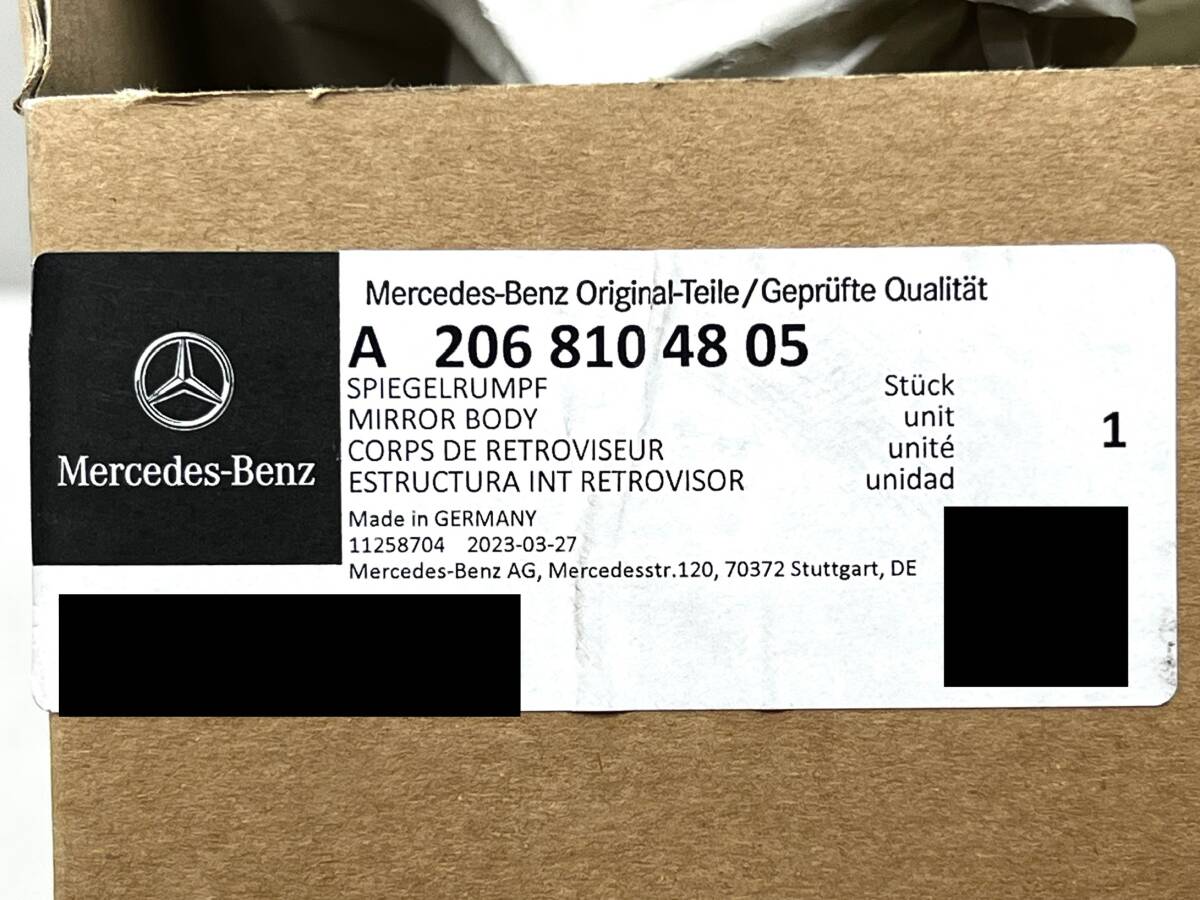 Mercedes-Benz
Mercedes-Benz Original-Teile/Geprüfte Qualität
A 206 810 48 05
SPIEGELRUMPF Stück
MIRROR BODY unit
CORPS DE RETROVISEUR unité
ESTRUCTURA INT RETROVISOR unidad
1
Made in GERMANY
11258704 2023-03-27
Mercedes-Benz AG, Mercedesstr.120, 70372 Stuttgart, DE